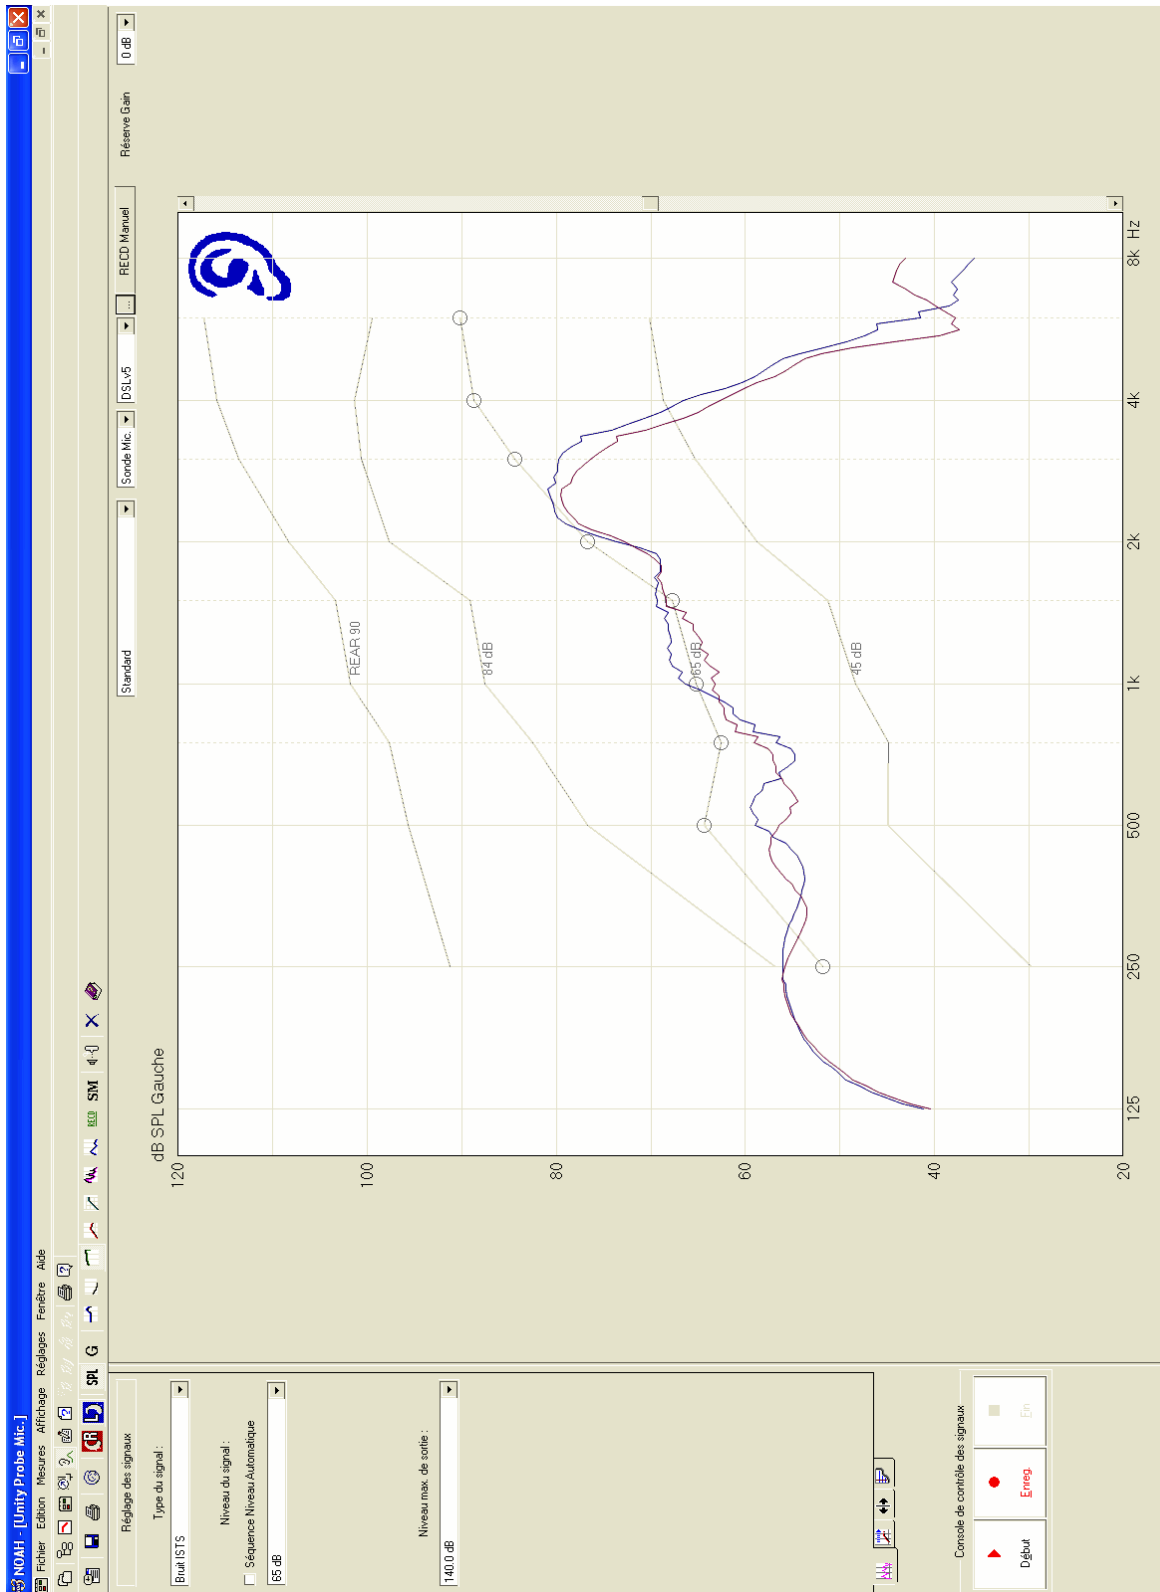 NOAH - [Unity Probe Mic.]
Fichier Edition Mesures Affichage Réglages Fenêtre Aide
SPL G RECD SM
Réglage des signaux
Type du signal :
Bruit ISTS
Niveau du signal :
Séquence Niveau Automatique
65 dB
Niveau max. de sortie :
140.0 dB
Console de contrôle des signaux
Début
Enreg.
Fin
Standard
Sonde Mic.
DSLv5
...
RECD Manuel
Réserve Gain
0 dB
dB SPL Gauche
120
100
80
60
40
20
REAR 90
84 dB
65 dB
45 dB
125 250 500 1k 2k 4k 8k Hz